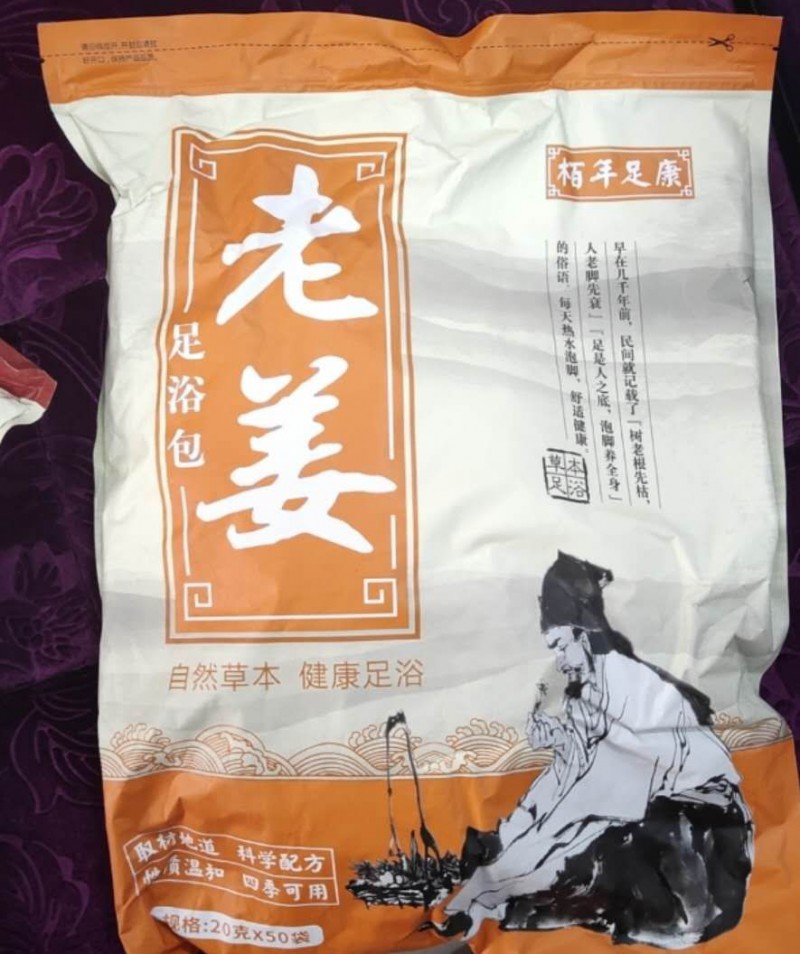 老姜
足浴包
栢年足康
早在几千年前，民间就记载了『树老根先枯，
人老脚先衰』『足是人之底，泡脚养全身』
的俗语，每天热水泡脚，舒适健康。
草本
足浴
自然草本 健康足浴
取材地道 科学配方
质温和 四季可用
规格:20克X50袋